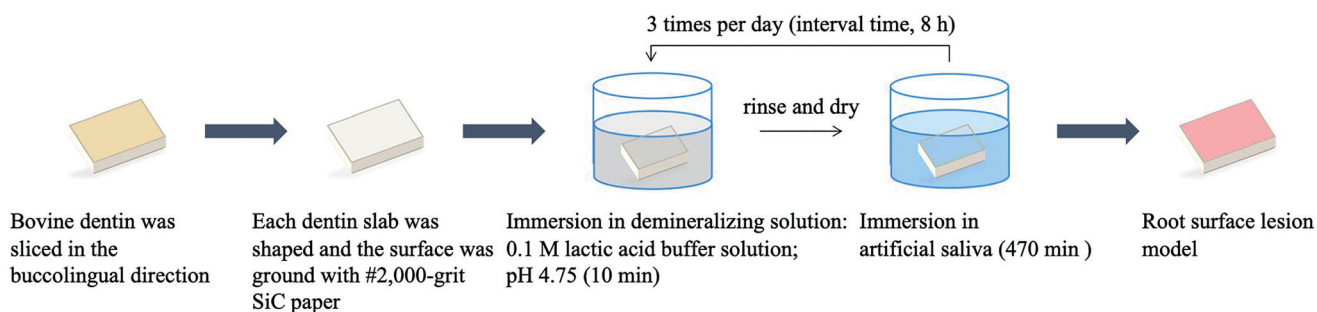 3 times per day (interval time, 8 h)
rinse and dry
Bovine dentin was
sliced in the
buccolingual direction
Each dentin slab was
shaped and the surface was
ground with #2,000-grit
SiC paper
Immersion in demineralizing solution:
0.1 M lactic acid buffer solution;
pH 4.75 (10 min)
Immersion in
artificial saliva (470 min )
Root surface lesion
model